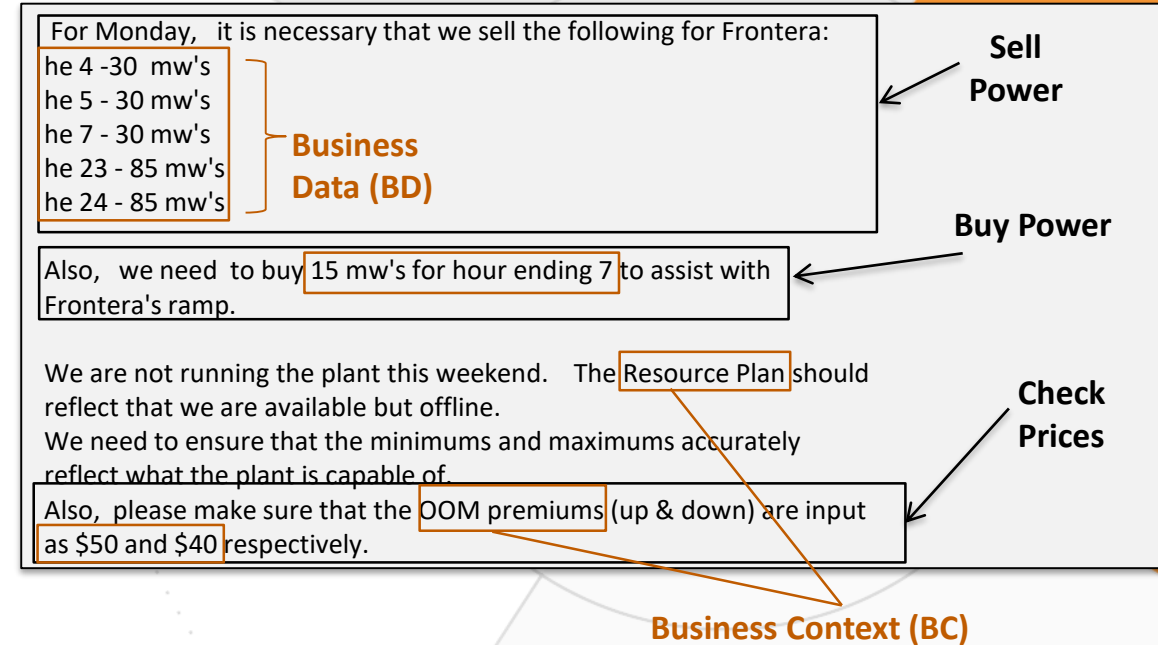 For Monday, it is necessary that we sell the following for Frontera:
he 4 -30 mw's
he 5 - 30 mw's
he 7 - 30 mw's
he 23 - 85 mw's
he 24 - 85 mw's
Business
Data (BD)
Sell
Power
Also, we need to buy 15 mw's for hour ending 7 to assist with
Frontera's ramp.
Buy Power
We are not running the plant this weekend. The Resource Plan should
reflect that we are available but offline.
We need to ensure that the minimums and maximums accurately
reflect what the plant is capable of.
Also, please make sure that the OOM premiums (up & down) are input
as $50 and $40 respectively.
Check
Prices
Business Context (BC)